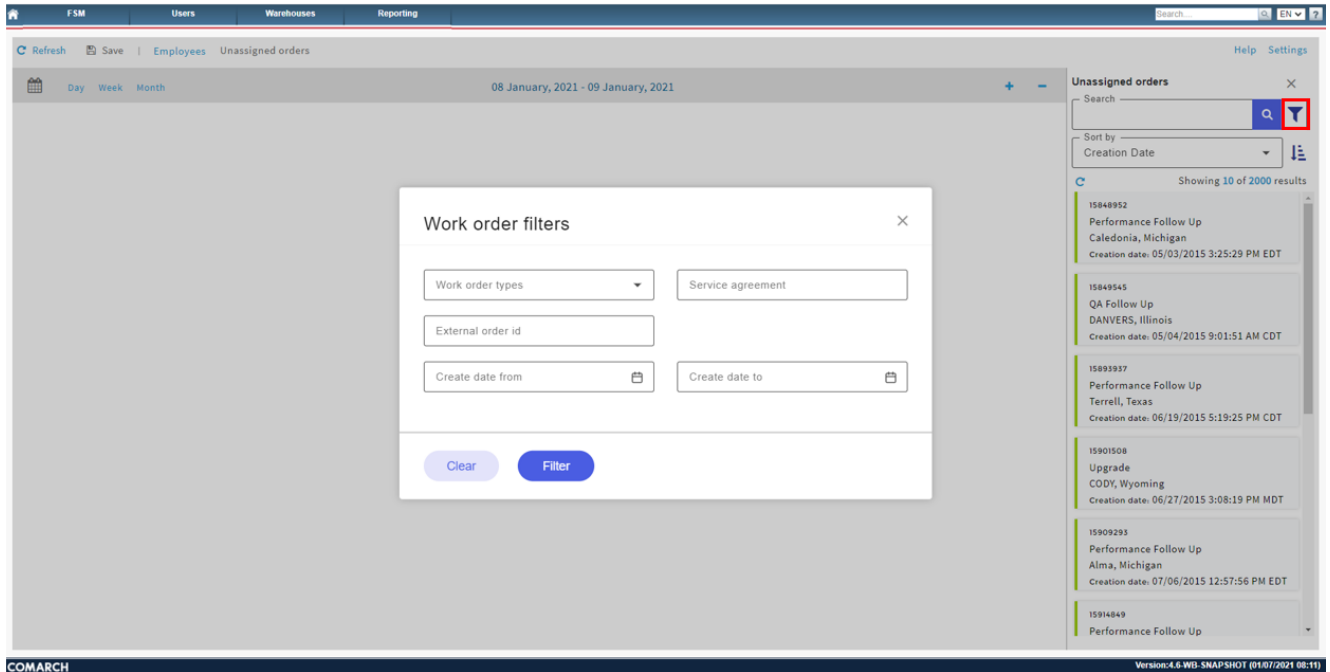 FSM Users Warehouses Reporting Search... EN ?
Refresh Save | Employees Unassigned orders Help Settings
Day Week Month 08 January, 2021 - 09 January, 2021 + −
Unassigned orders
Search
Sort by
Creation Date
Showing 10 of 2000 results
15848952
Performance Follow Up
Caledonia, Michigan
Creation date: 05/03/2015 3:25:29 PM EDT
15849545
QA Follow Up
DANVERS, Illinois
Creation date: 05/04/2015 9:01:51 AM CDT
15893937
Performance Follow Up
Terrell, Texas
Creation date: 06/19/2015 5:19:25 PM CDT
15901508
Upgrade
CODY, Wyoming
Creation date: 06/27/2015 3:08:19 PM MDT
15909293
Performance Follow Up
Alma, Michigan
Creation date: 07/06/2015 12:57:56 PM EDT
15914849
Performance Follow Up
Work order filters
Work order types Service agreement
External order id
Create date from Create date to
Clear Filter
COMARCH Version:4.6-WB-SNAPSHOT (01/07/2021 08:11)